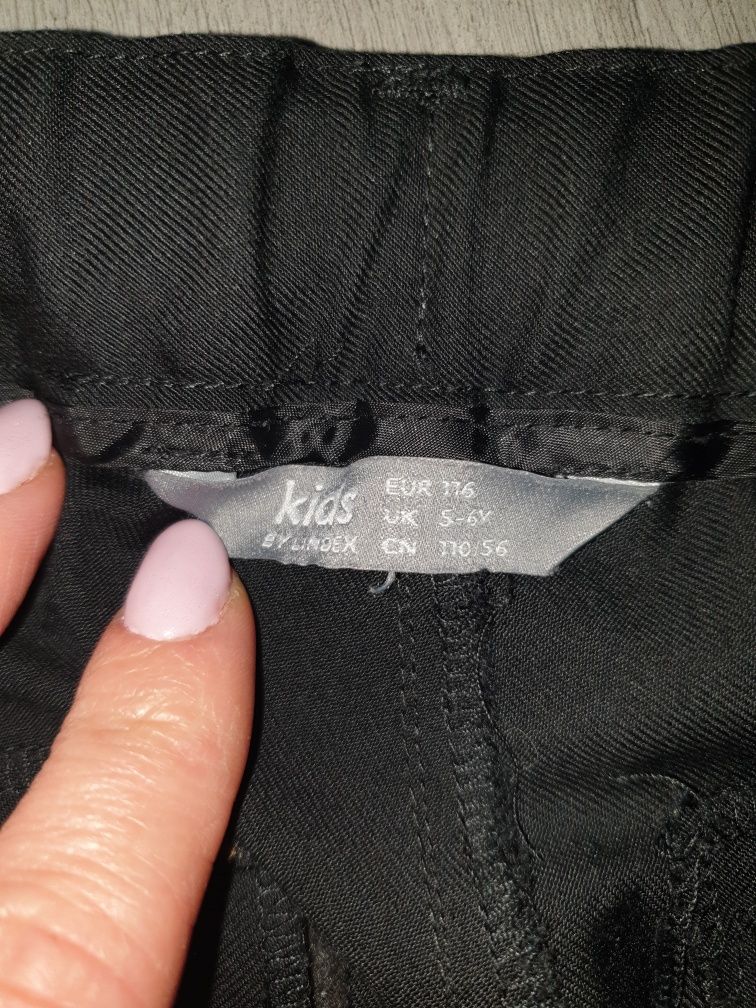 kids
BY LINDEX
EUR 116
UK 5-6Y
CN 110/56